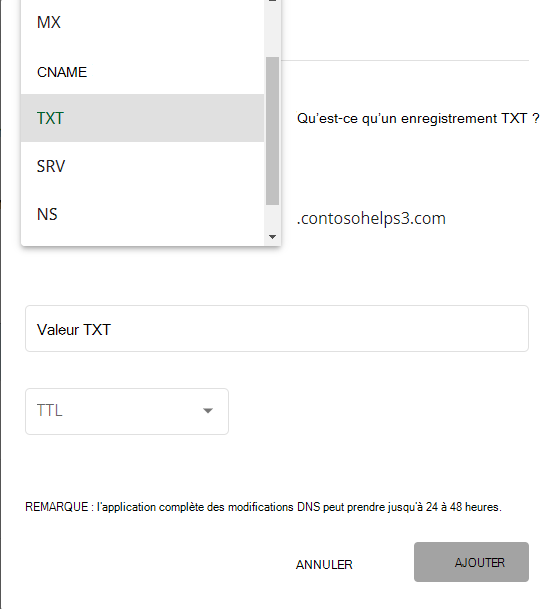 MX
CNAME
TXT
Qu'est-ce qu'un enregistrement TXT ?
SRV
NS
.contosohelps3.com
Valeur TXT
TTL
REMARQUE : l'application complète des modifications DNS peut prendre jusqu'à 24 à 48 heures.
ANNULER
AJOUTER